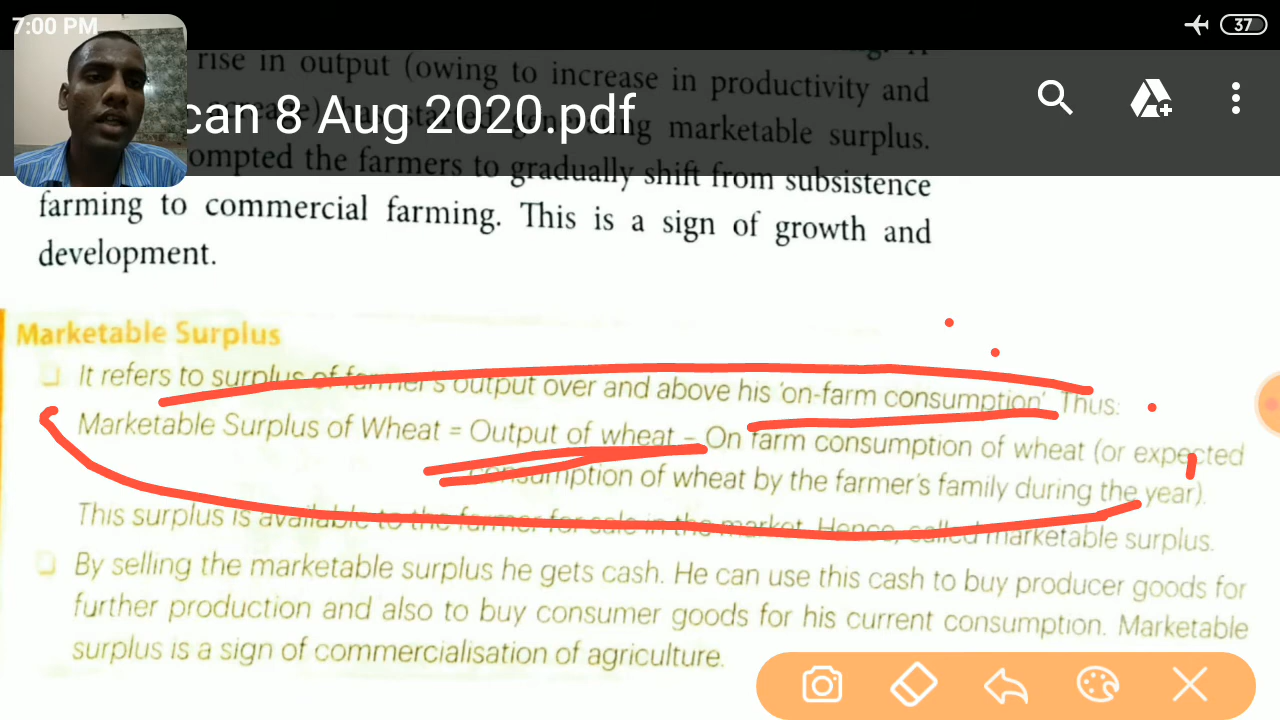 7:00 PM
37
rise in output (owing to increase in productivity and
can 8 Aug 2020.pdf
marketable surplus.
ompted the farmers to gradually shift from subsistence
farming to commercial farming. This is a sign of growth and
development.
Marketable Surplus
It refers to surplus of farmer's output over and above his 'on-farm consumption'. Thus:
Marketable Surplus of Wheat = Output of wheat – On farm consumption of wheat (or expected
consumption of wheat by the farmer's family during the year).
This surplus is available to the farmer for sale in the market. Hence, called marketable surplus.
By selling the marketable surplus he gets cash. He can use this cash to buy producer goods for
further production and also to buy consumer goods for his current consumption. Marketable
surplus is a sign of commercialisation of agriculture.